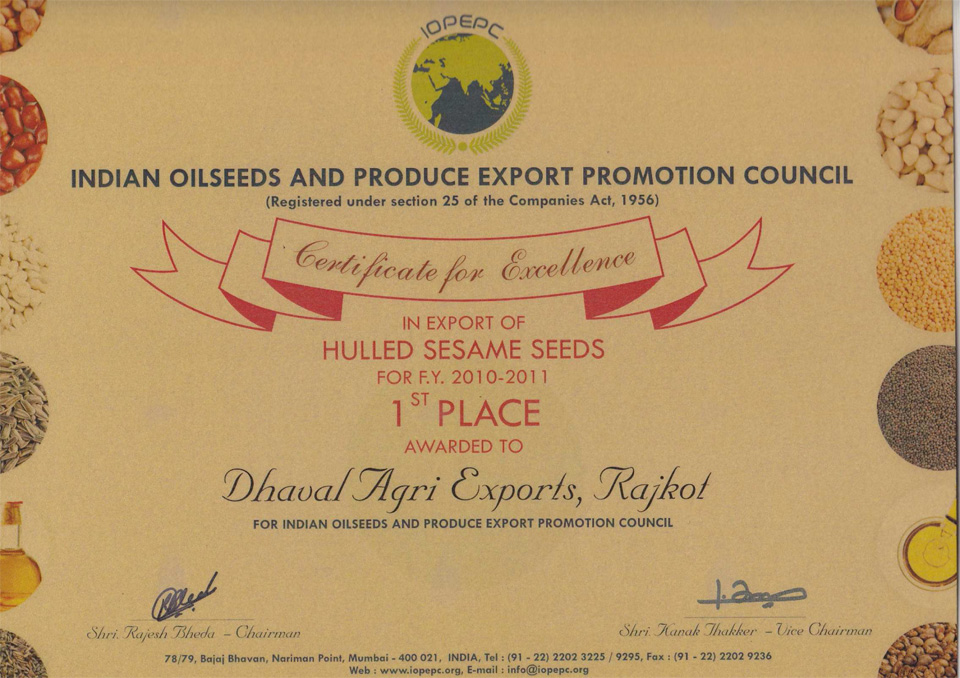 IOPEPC
INDIAN OILSEEDS AND PRODUCE EXPORT PROMOTION COUNCIL
(Registered under section 25 of the Companies Act, 1956)
Certificate for Excellence
IN EXPORT OF
HULLED SESAME SEEDS
FOR F.Y. 2010-2011
1ST PLACE
AWARDED TO
Dhaval Agri Exports, Rajkot
FOR INDIAN OILSEEDS AND PRODUCE EXPORT PROMOTION COUNCIL
Shri. Rajesh Bheda - Chairman
Shri. Kanak Thakker - Vice Chairman
78/79, Bajaj Bhavan, Nariman Point, Mumbai - 400 021, INDIA, Tel : (91 - 22) 2202 3225 / 9295, Fax : (91 - 22) 2202 9236
Web : www.iopepc.org, E-mail : info@iopepc.org